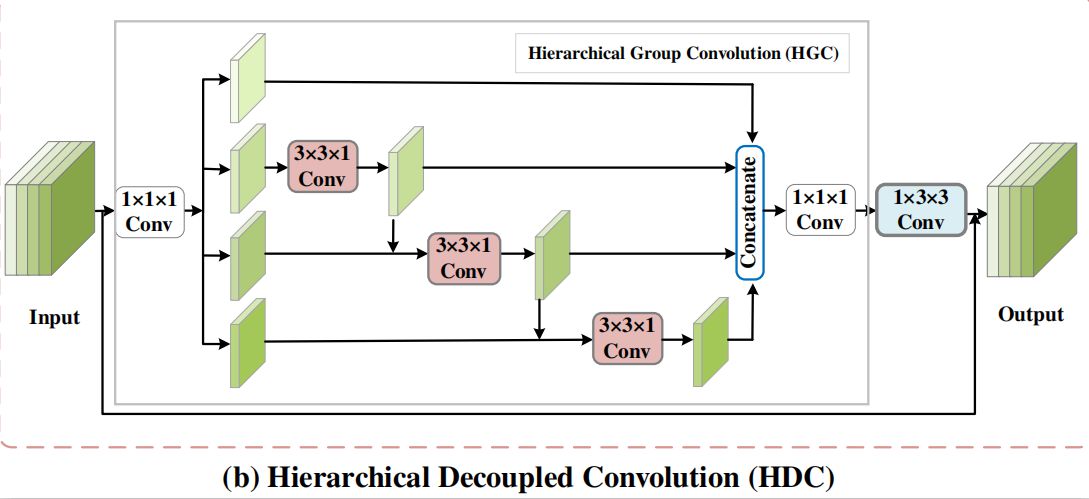 Hierarchical Group Convolution (HGC)
3×3×1
Conv
1×1×1
Conv
3×3×1
Conv
Concatenate
1×1×1
Conv
1×3×3
Conv
Input
3×3×1
Conv
Output
(b) Hierarchical Decoupled Convolution (HDC)